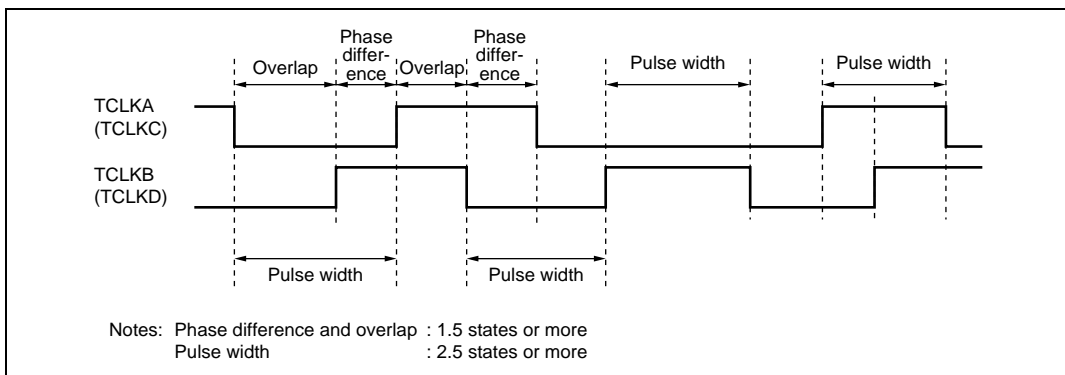 Phase
differ-
ence
Phase
differ-
ence
Overlap
Overlap
Pulse width
Pulse width
TCLKA
(TCLKC)
TCLKB
(TCLKD)
Pulse width
Pulse width
Notes: Phase difference and overlap : 1.5 states or more
Pulse width : 2.5 states or more